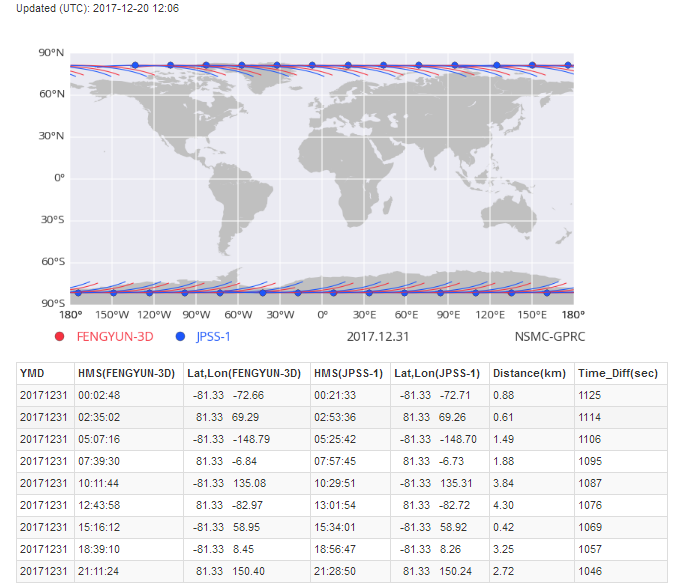 Updated (UTC): 2017-12-20 12:06
90°N
60°N
30°N
0°
30°S
60°S
90°S
180° 150°W 120°W 90°W 60°W 30°W 0° 30°E 60°E 90°E 120°E 150°E 180°
FENGYUN-3D JPSS-1 2017.12.31 NSMC-GPRC
YMD HMS(FENGYUN-3D) Lat,Lon(FENGYUN-3D) HMS(JPSS-1) Lat,Lon(JPSS-1) Distance(km) Time_Diff(sec)
20171231 00:02:48 -81.33 -72.66 00:21:33 -81.33 -72.71 0.88 1125
20171231 02:35:02 81.33 69.29 02:53:36 81.33 69.26 0.61 1114
20171231 05:07:16 -81.33 -148.79 05:25:42 -81.33 -148.70 1.49 1106
20171231 07:39:30 81.33 -6.84 07:57:45 81.33 -6.73 1.88 1095
20171231 10:11:44 -81.33 135.08 10:29:51 -81.33 135.31 3.84 1087
20171231 12:43:58 81.33 -82.97 13:01:54 81.33 -82.72 4.30 1076
20171231 15:16:12 -81.33 58.95 15:34:01 -81.33 58.92 0.42 1069
20171231 18:39:10 -81.33 8.45 18:56:47 -81.33 8.26 3.25 1057
20171231 21:11:24 81.33 150.40 21:28:50 81.33 150.24 2.72 1046